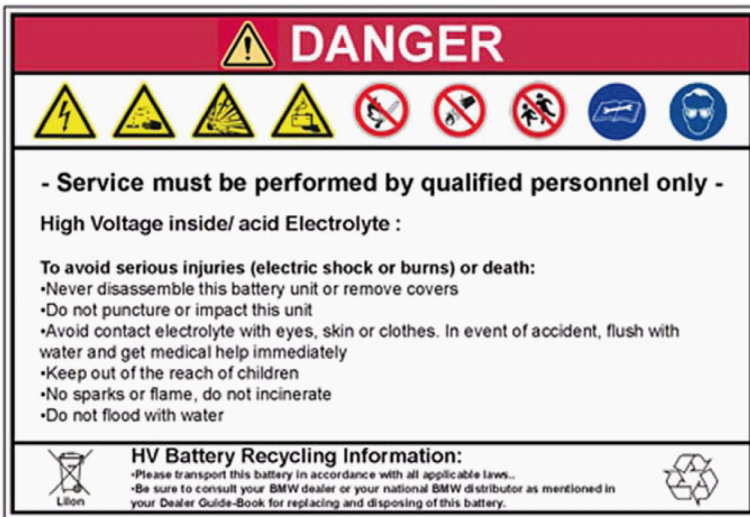 DANGER
- Service must be performed by qualified personnel only -
High Voltage inside/ acid Electrolyte :
To avoid serious injuries (electric shock or burns) or death:
•Never disassemble this battery unit or remove covers
•Do not puncture or impact this unit
•Avoid contact electrolyte with eyes, skin or clothes. In event of accident, flush with
water and get medical help immediately
•Keep out of the reach of children
•No sparks or flame, do not incinerate
•Do not flood with water
HV Battery Recycling Information:
•Please transport this battery in accordance with all applicable laws..
•Be sure to consult your BMW dealer or your national BMW distributor as mentioned in
your Dealer Guide-Book for replacing and disposing of this battery.
LiIon